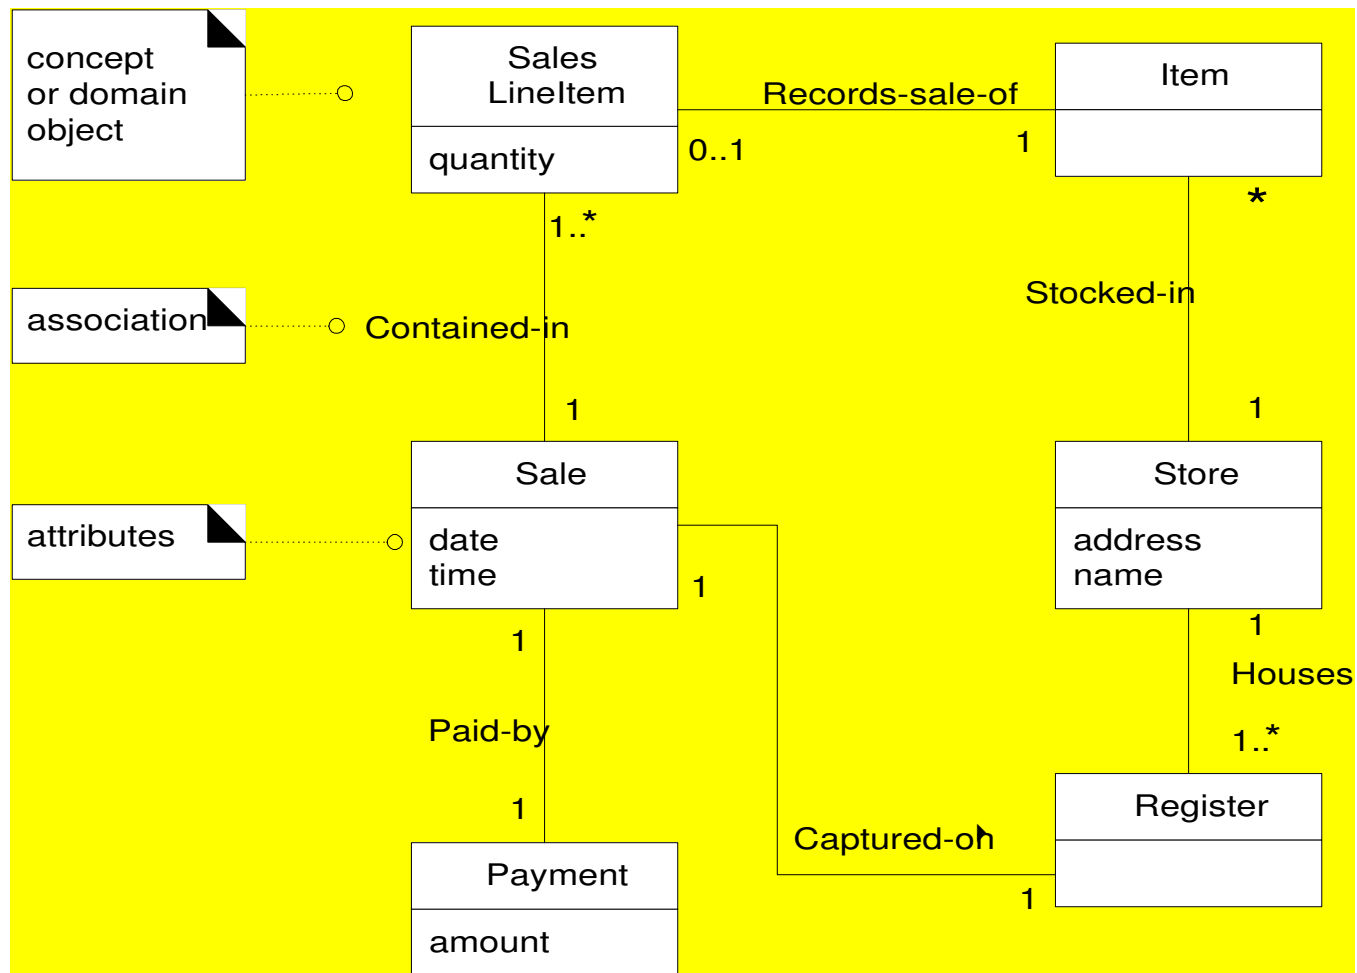 concept
or domain
object
Sales
LineItem
quantity
Records-sale-of
0..1
1
Item
1..*
*
association
Contained-in
Stocked-in
1
1
attributes
Sale
date
time
1
Store
address
name
1
1
Houses
Paid-by
1..*
1
Captured-on
1
Register
Payment
amount